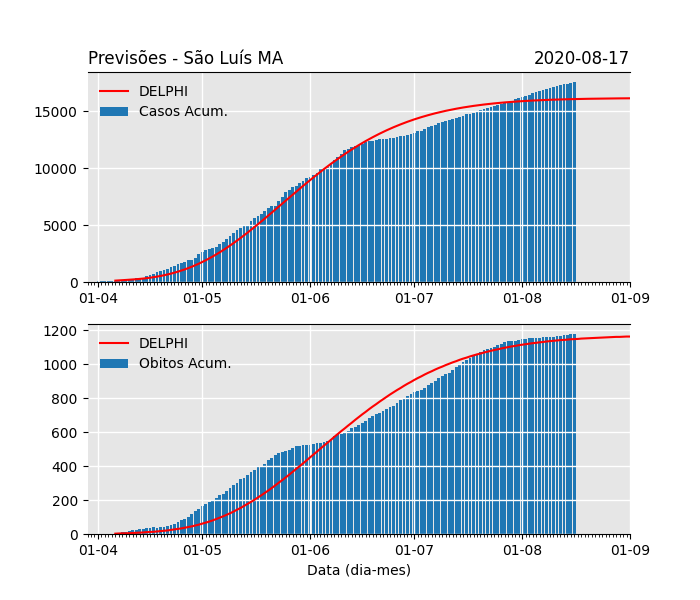 Previsões - São Luís MA 2020-08-17
DELPHI
Casos Acum.
15000
10000
5000
0
01-04 01-05 01-06 01-07 01-08 01-09
1200
DELPHI
Obitos Acum.
1000
800
600
400
200
0
01-04 01-05 01-06 01-07 01-08 01-09
Data (dia-mes)